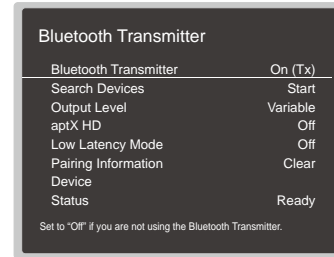 Bluetooth Transmitter
Bluetooth Transmitter On (Tx)
Search Devices Start
Output Level Variable
aptX HD Off
Low Latency Mode Off
Pairing Information Clear
Device
Status Ready
Set to “Off” if you are not using the Bluetooth Transmitter.